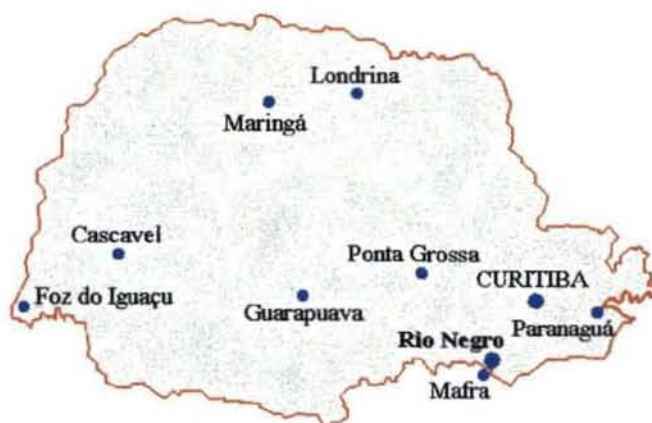 Londrina
Maringá
Cascavel
Ponta Grossa
CURITIBA
Foz do Iguaçu
Guarapuava
Paranaguá
Rio Negro
Mafra